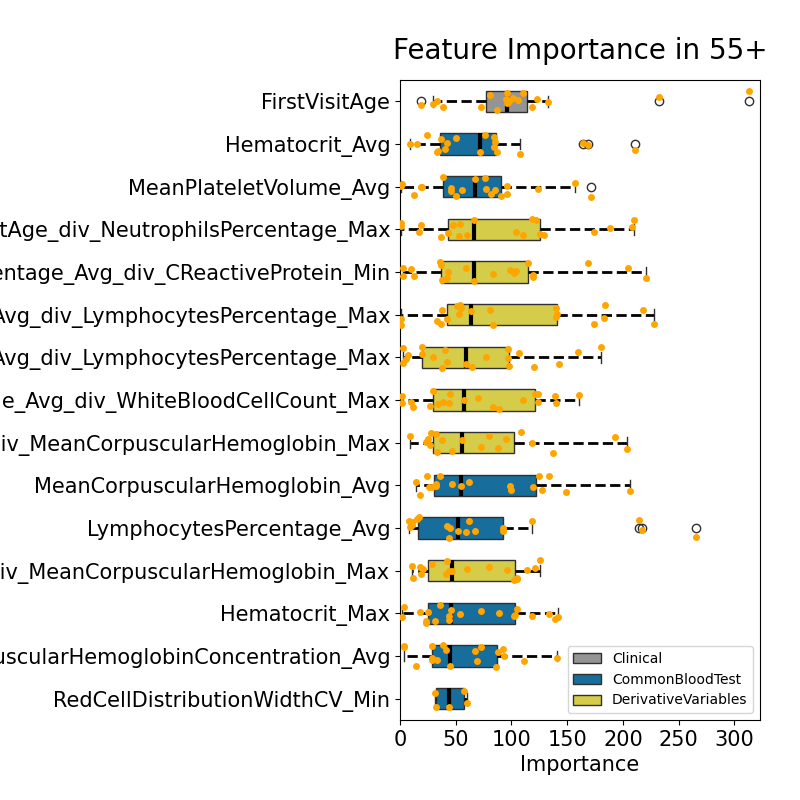 Feature Importance in 55+
FirstVisitAge
Hematocrit_Avg
MeanPlateletVolume_Avg
tAge_div_NeutrophilsPercentage_Max
entage_Avg_div_CReactiveProtein_Min
Avg_div_LymphocytesPercentage_Max
Avg_div_LymphocytesPercentage_Max
e_Avg_div_WhiteBloodCellCount_Max
iv_MeanCorpuscularHemoglobin_Max
MeanCorpuscularHemoglobin_Avg
LymphocytesPercentage_Avg
iv_MeanCorpuscularHemoglobin_Max
Hematocrit_Max
uscularHemoglobinConcentration_Avg
RedCellDistributionWidthCV_Min
Clinical
CommonBloodTest
DerivativeVariables
0 50 100 150 200 250 300
Importance